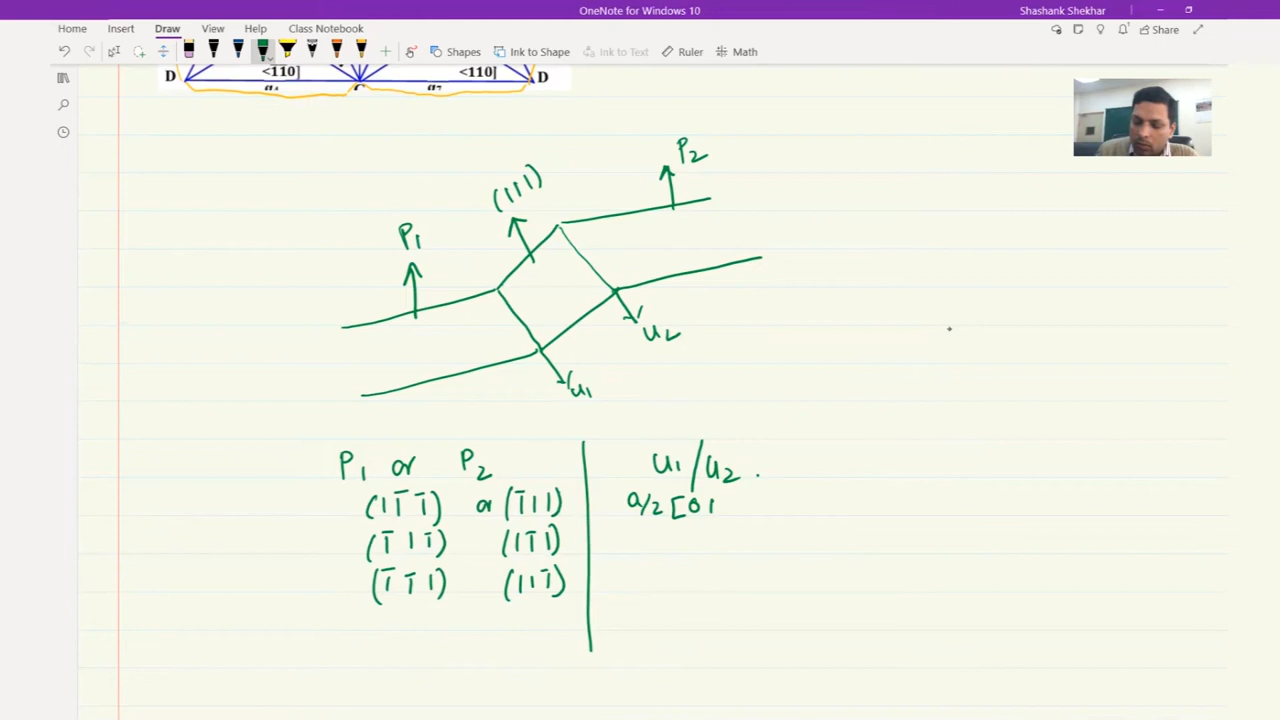 OneNote for Windows 10
Shashank Shekhar
Home Insert Draw View Help Class Notebook
Shapes Ink to Shape Ink to Text Ruler Math Share
D <1̄10] <110] D
P2
(111)
P1
u2
u1
P1 or P2 u1/u2
(11̄1̄) or (1̄11) a/2 [01
(1̄11̄) (11̄1)
(1̄1̄1) (111̄)